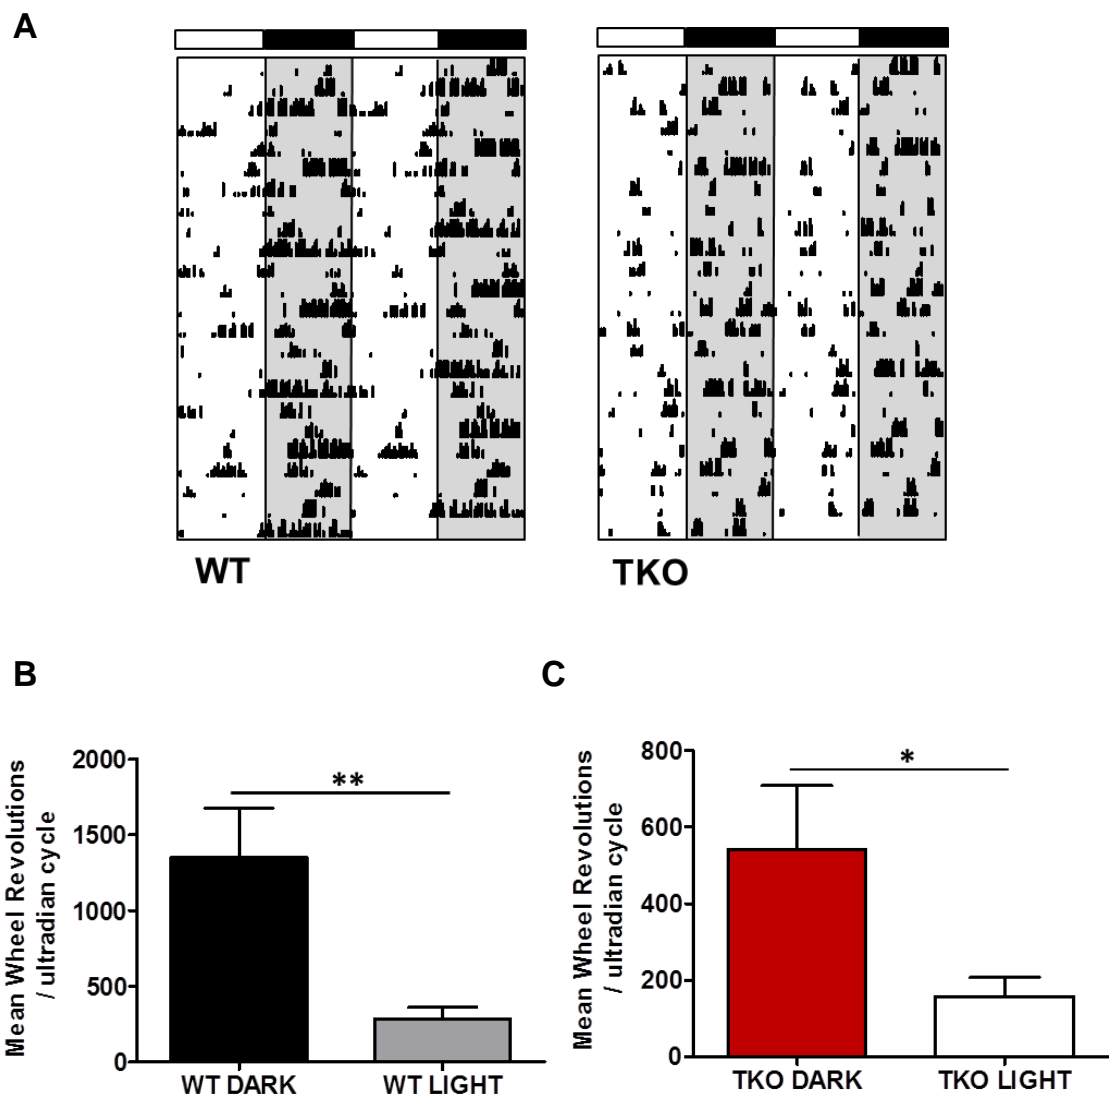 A
WT
TKO
B
C
Mean Wheel Revolutions
/ ultradian cycle
2000
1500
1000
500
0
**
WT DARK
WT LIGHT
Mean Wheel Revolutions
/ ultradian cycle
800
600
400
200
0
*
TKO DARK
TKO LIGHT